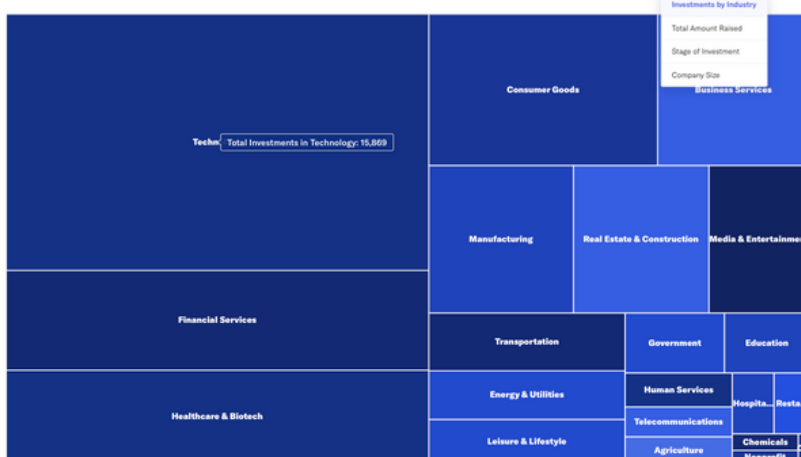 Investments by Industry
Total Amount Raised
Stage of Investment
Company Size
Consumer Goods
Business Services
Techn
Total Investments in Technology: 15,869
Manufacturing
Real Estate & Construction
Media & Entertainme
Financial Services
Transportation
Government
Education
Energy & Utilities
Human Services
Hospita...
Resta...
Healthcare & Biotech
Telecommunications
Leisure & Lifestyle
Chemicals
Agriculture
Nonprofit